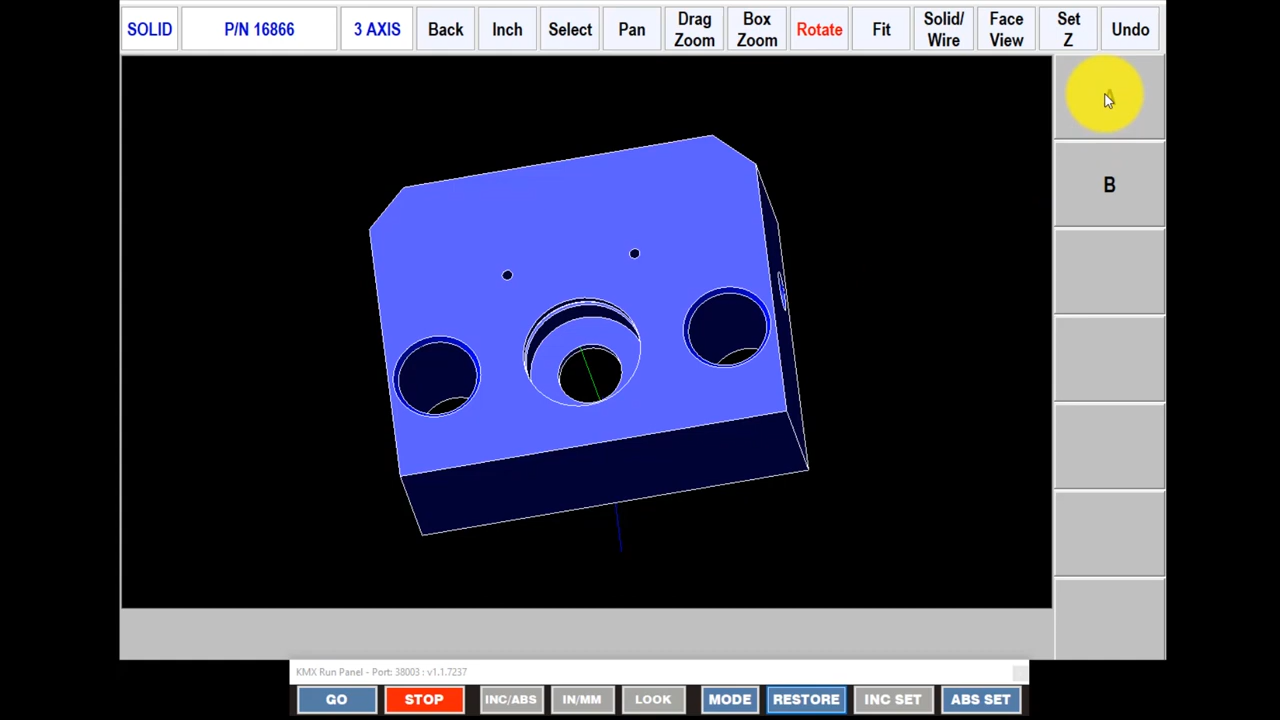 SOLID P/N 16866 3 AXIS Back Inch Select Pan Drag Zoom Box Zoom Rotate Fit Solid/ Wire Face View Set Z Undo
B
KMX Run Panel - Port: 38003 : v1.1.7237
GO STOP INC/ABS IN/MM LOOK MODE RESTORE INC SET ABS SET